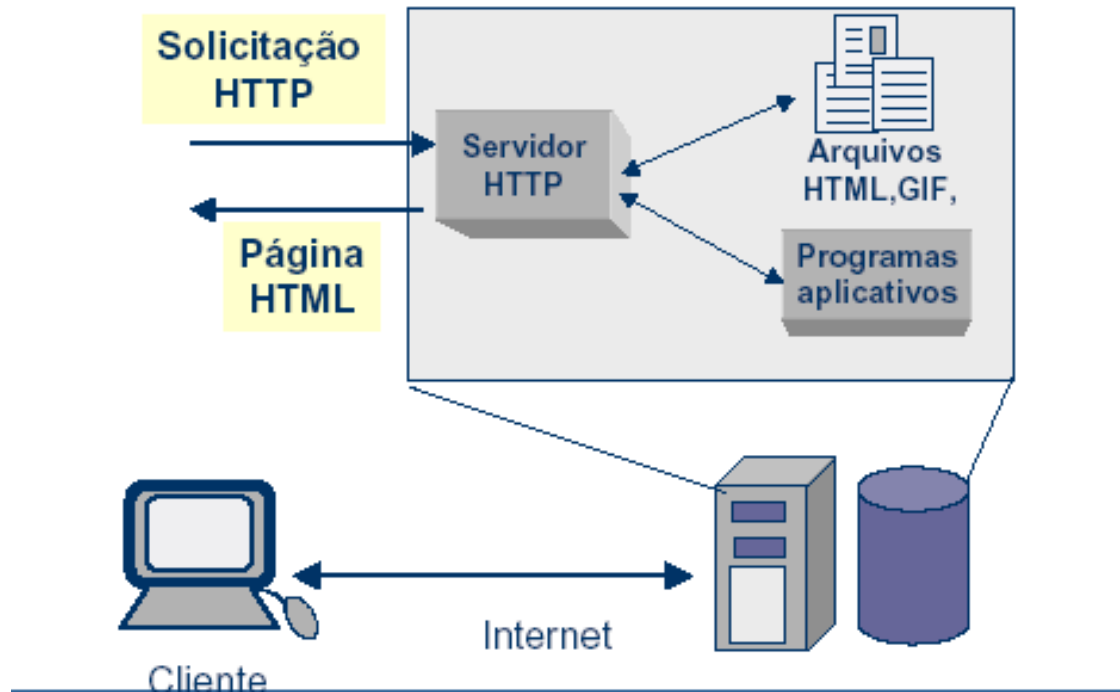 Solicitação
HTTP
Servidor
HTTP
Arquivos
HTML,GIF,
Página
HTML
Programas
aplicativos
Internet
Cliente